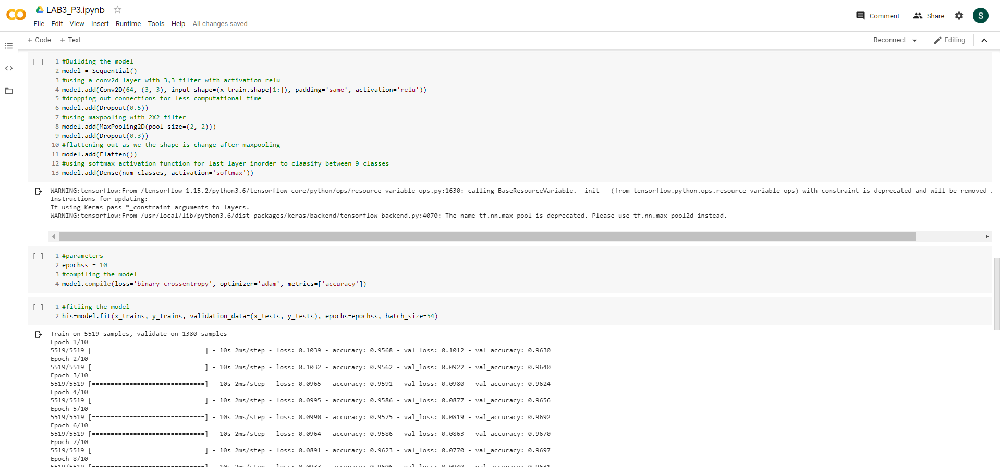 LAB3_P3.ipynb
File Edit View Insert Runtime Tools Help All changes saved
Comment Share S
+ Code + Text
Reconnect Editing
[ ] 1 #Building the model
2 model = Sequential()
3 #using a conv2d layer with 3,3 filter with activation relu
4 model.add(Conv2D(64, (3, 3), input_shape=(x_train.shape[1:]), padding='same', activation='relu'))
5 #dropping out connections for less computational time
6 model.add(Dropout(0.5))
7 #using maxpooling with 2X2 filter
8 model.add(MaxPooling2D(pool_size=(2, 2)))
9 model.add(Dropout(0.3))
10 #flattening out as we the shape is change after maxpooling
11 model.add(Flatten())
12 #using softmax activation function for last layer inorder to claasify between 9 classes
13 model.add(Dense(num_classes, activation='softmax'))
WARNING:tensorflow:From /tensorflow-1.15.2/python3.6/tensorflow_core/python/ops/resource_variable_ops.py:1630: calling BaseResourceVariable.__init__ (from tensorflow.python.ops.resource_variable_ops) with constraint is deprecated and will be removed
Instructions for updating:
If using Keras pass *_constraint arguments to layers.
WARNING:tensorflow:From /usr/local/lib/python3.6/dist-packages/keras/backend/tensorflow_backend.py:4070: The name tf.nn.max_pool is deprecated. Please use tf.nn.max_pool2d instead.
[ ] 1 #parameters
2 epochss = 10
3 #compiling the model
4 model.compile(loss='binary_crossentropy', optimizer='adam', metrics=['accuracy'])
[ ] 1 #fitiing the model
2 his=model.fit(x_trains, y_trains, validation_data=(x_tests, y_tests), epochs=epochss, batch_size=54)
Train on 5519 samples, validate on 1380 samples
Epoch 1/10
5519/5519 [==============================] - 10s 2ms/step - loss: 0.1039 - accuracy: 0.9568 - val_loss: 0.1012 - val_accuracy: 0.9630
Epoch 2/10
5519/5519 [==============================] - 10s 2ms/step - loss: 0.1032 - accuracy: 0.9562 - val_loss: 0.0922 - val_accuracy: 0.9640
Epoch 3/10
5519/5519 [==============================] - 10s 2ms/step - loss: 0.0965 - accuracy: 0.9591 - val_loss: 0.0980 - val_accuracy: 0.9624
Epoch 4/10
5519/5519 [==============================] - 10s 2ms/step - loss: 0.0995 - accuracy: 0.9586 - val_loss: 0.0877 - val_accuracy: 0.9656
Epoch 5/10
5519/5519 [==============================] - 10s 2ms/step - loss: 0.0990 - accuracy: 0.9575 - val_loss: 0.0819 - val_accuracy: 0.9692
Epoch 6/10
5519/5519 [==============================] - 10s 2ms/step - loss: 0.0964 - accuracy: 0.9586 - val_loss: 0.0863 - val_accuracy: 0.9670
Epoch 7/10
5519/5519 [==============================] - 10s 2ms/step - loss: 0.0891 - accuracy: 0.9623 - val_loss: 0.0770 - val_accuracy: 0.9697
Epoch 8/10
5519/5519 [==============================] - 10s 2ms/step - loss: - accuracy: - val_loss: - val_accuracy: